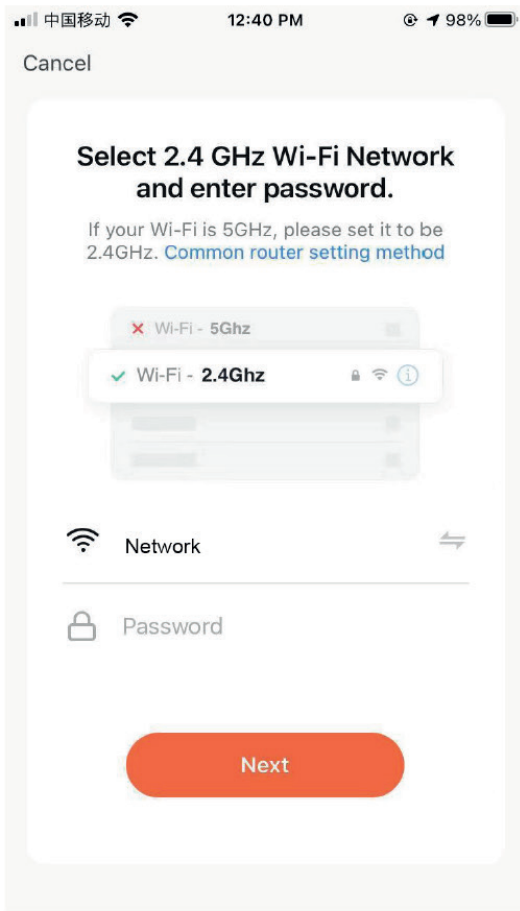 中国移动 12:40 PM 98%
Cancel
Select 2.4 GHz Wi-Fi Network
and enter password.
If your Wi-Fi is 5GHz, please set it to be
2.4GHz. Common router setting method
Wi-Fi - 5Ghz
Wi-Fi - 2.4Ghz
Network
Password
Next